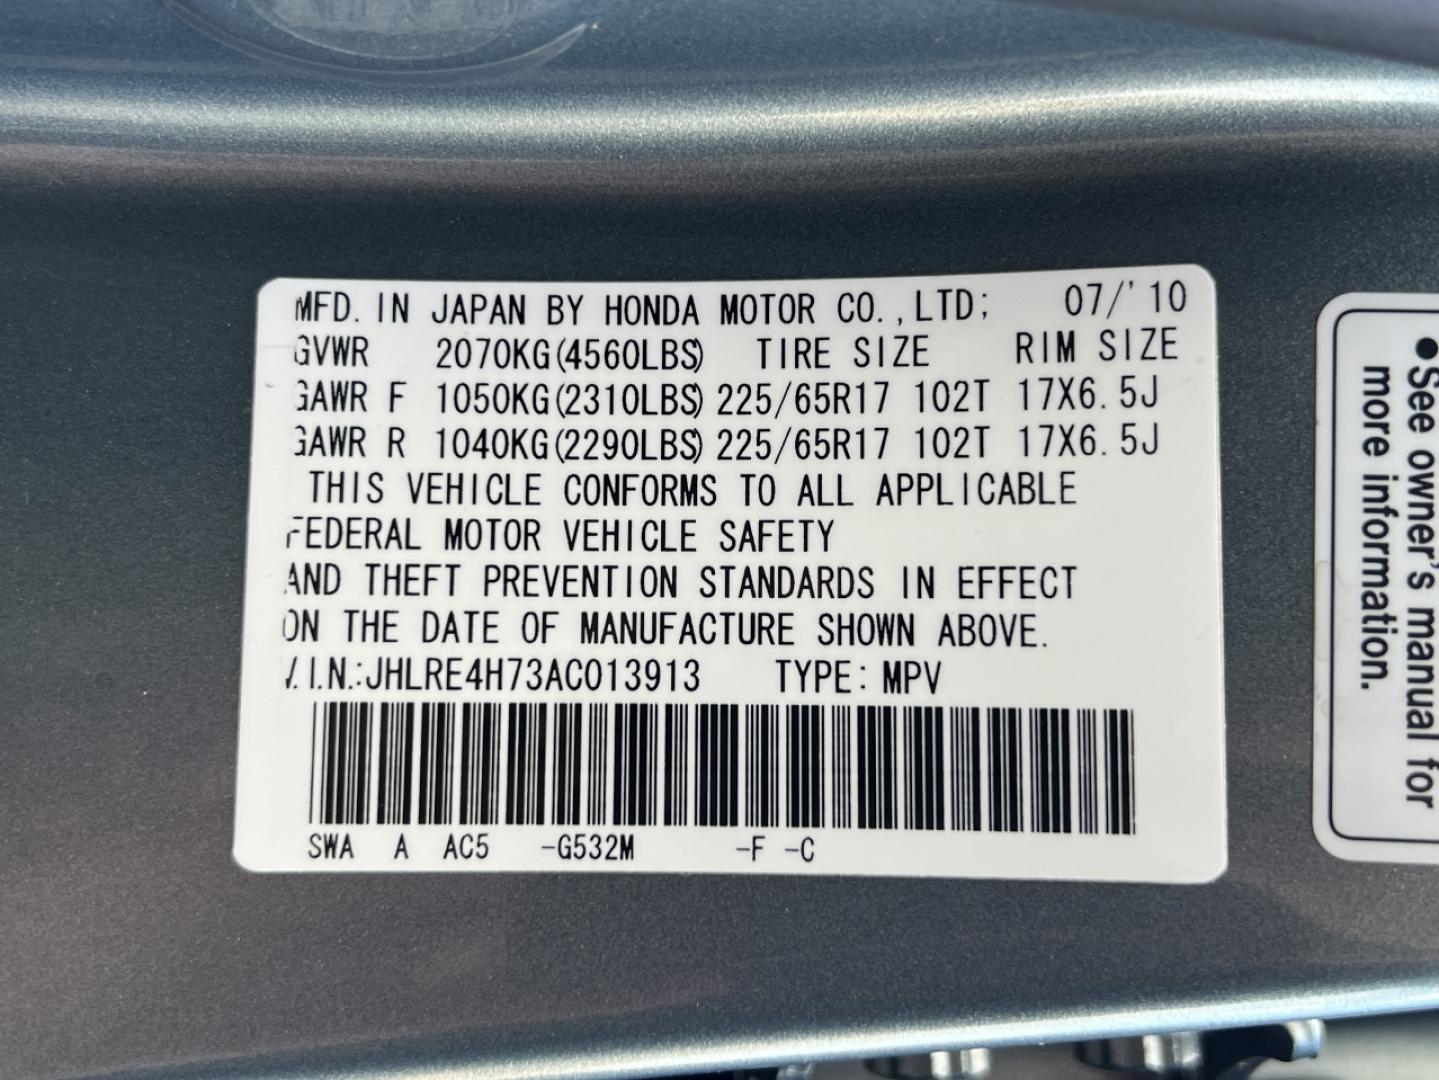 MFD. IN JAPAN BY HONDA MOTOR CO.,LTD; 07/'10
GVWR 2070KG(4560LBS) TIRE SIZE RIM SIZE
GAWR F 1050KG(2310LBS) 225/65R17 102T 17X6.5J
GAWR R 1040KG(2290LBS) 225/65R17 102T 17X6.5J
THIS VEHICLE CONFORMS TO ALL APPLICABLE
FEDERAL MOTOR VEHICLE SAFETY
AND THEFT PREVENTION STANDARDS IN EFFECT
ON THE DATE OF MANUFACTURE SHOWN ABOVE.
V.I.N.:JHLRE4H73AC013913 TYPE: MPV
SWA A AC5 -G532M -F -C
●See owner's manual for
more information.